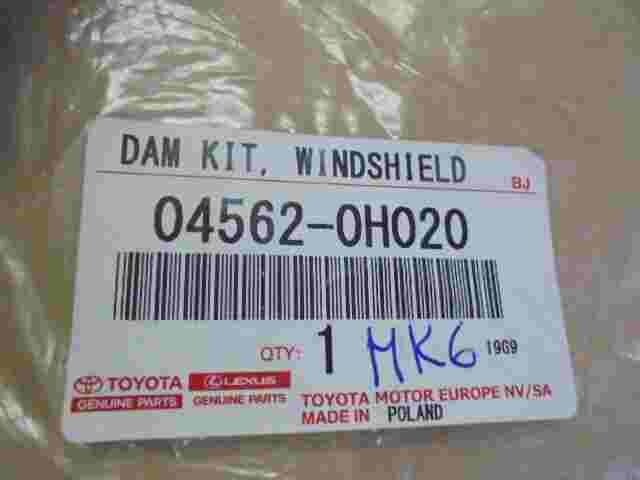 DAM KIT, WINDSHIELD
BJ
04562-0H020
QTY: 1 MK6 19G9
TOYOTA LEXUS
GENUINE PARTS GENUINE PARTS
TOYOTA MOTOR EUROPE NV/SA
MADE IN POLAND